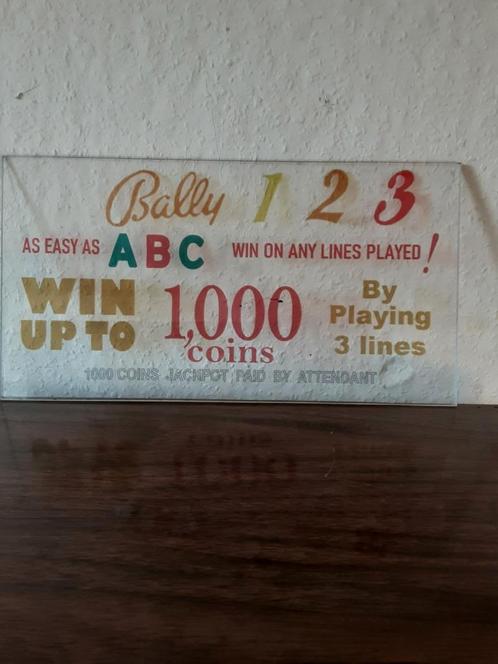 Bally 1 2 3
AS EASY AS A B C WIN ON ANY LINES PLAYED!
WIN UP TO
1,000 coins
By Playing 3 lines
1000 COINS JACKPOT PAID BY ATTENDANT